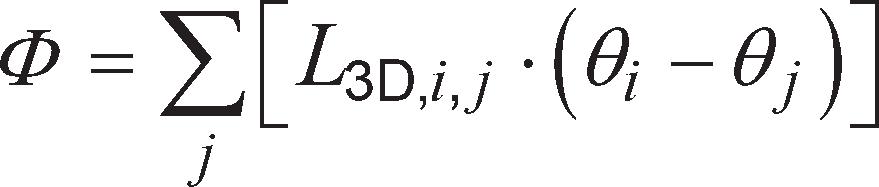 Φ = ∑_j [ L_{3D,i,j} · ( θ_i − θ_j ) ]